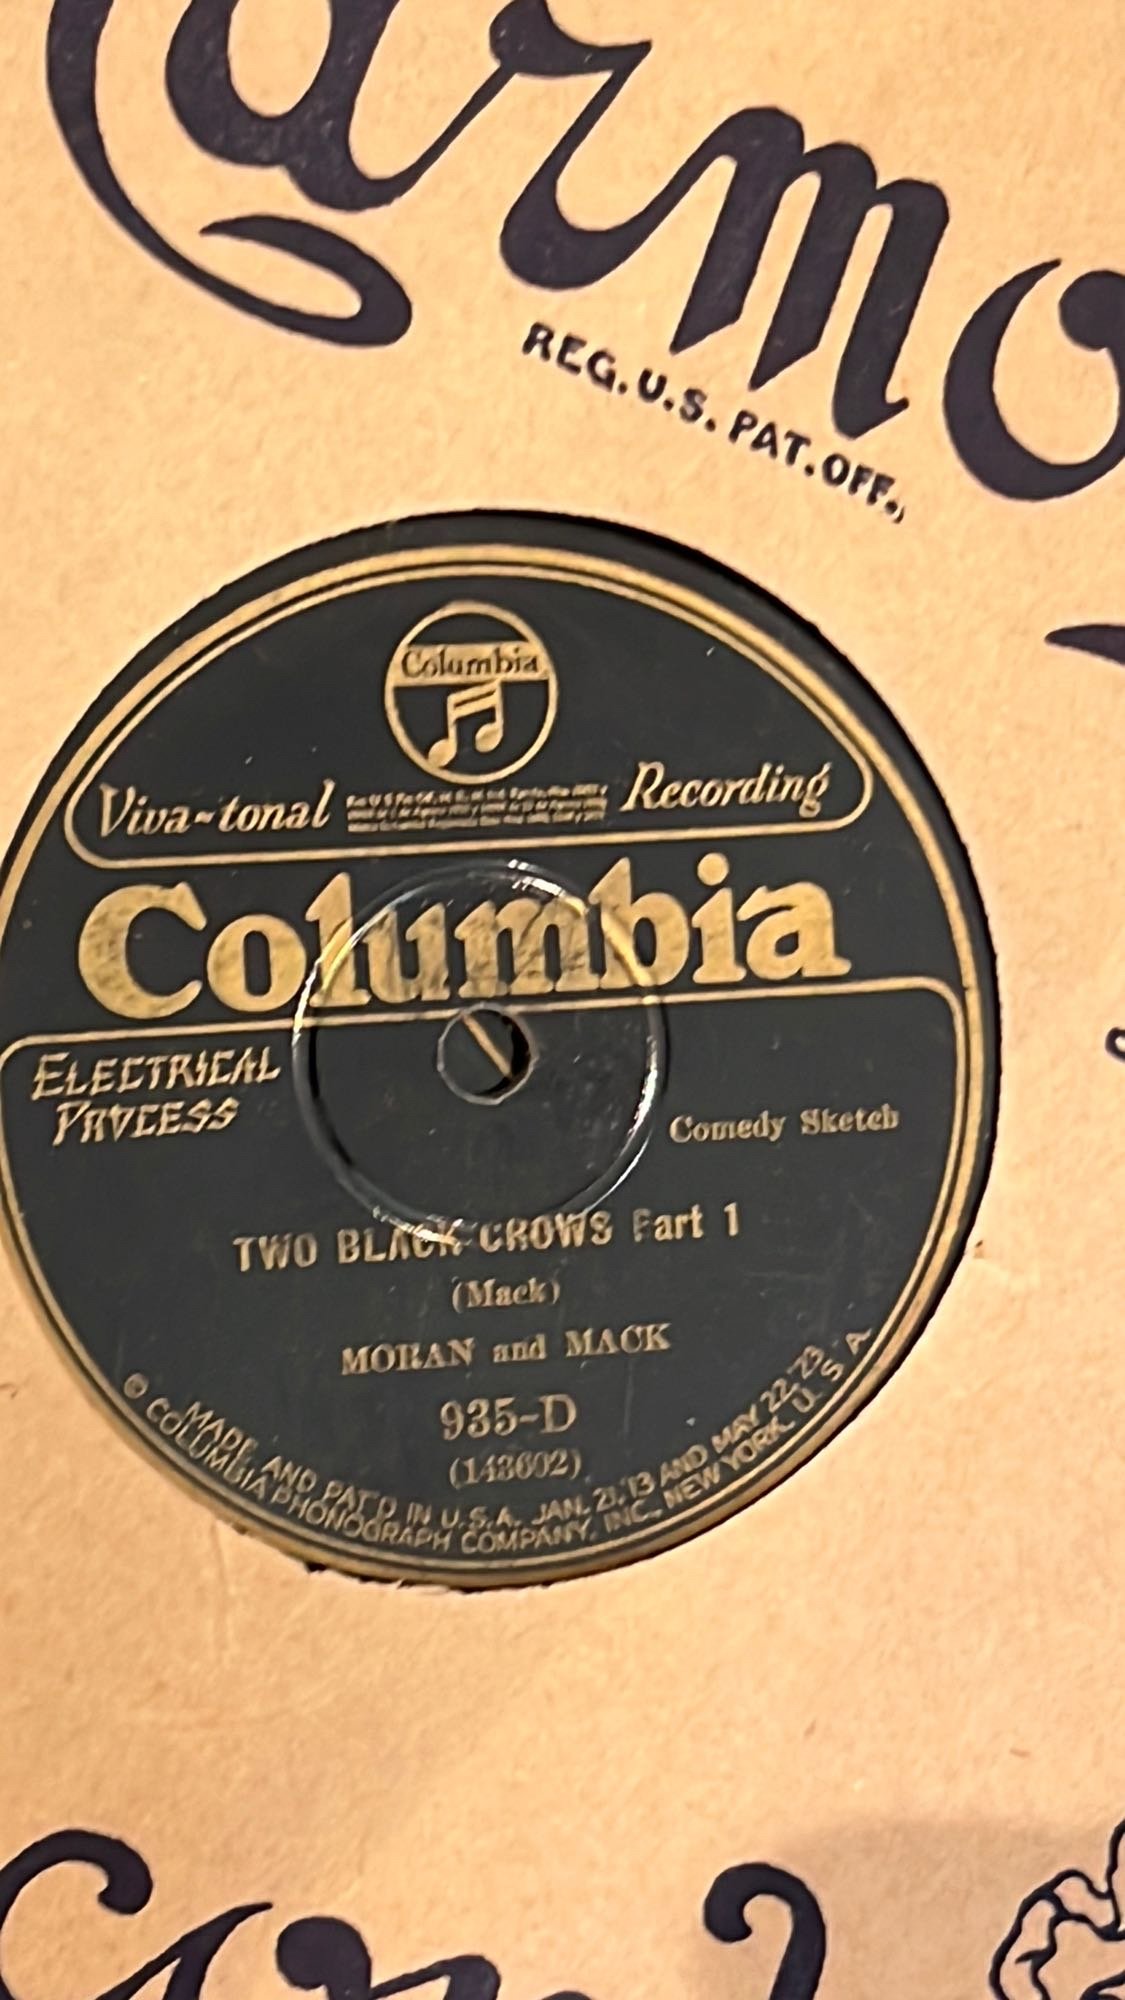 Carmo
REG. U.S. PAT. OFF.
Columbia
Viva-tonal Recording
Columbia
ELECTRICAL
PROCESS
Comedy Sketch
TWO BLACK CROWS Part 1
(Mack)
MORAN and MACK
935-D
(143602)
MADE AND PAT'D IN U.S.A. JAN. 21, '13 AND MAY 22, '23
© COLUMBIA PHONOGRAPH COMPANY, INC., NEW YORK, U. S. A.